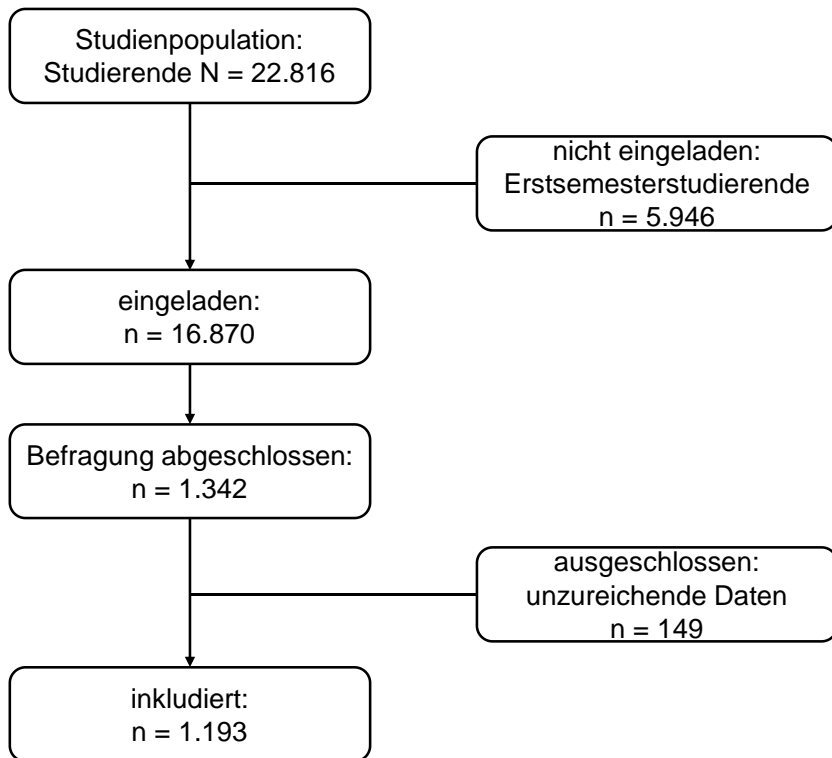 Studienpopulation:
Studierende N = 22.816
nicht eingeladen:
Erstsemesterstudierende
n = 5.946
eingeladen:
n = 16.870
Befragung abgeschlossen:
n = 1.342
ausgeschlossen:
unzureichende Daten
n = 149
inkludiert:
n = 1.193